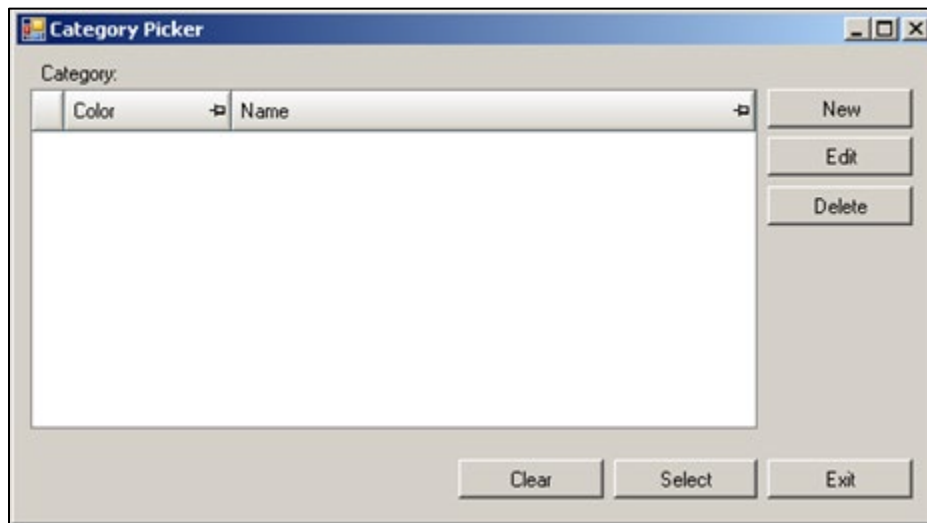 Category Picker
Category:
Color Name New
Edit
Delete
Clear Select Exit